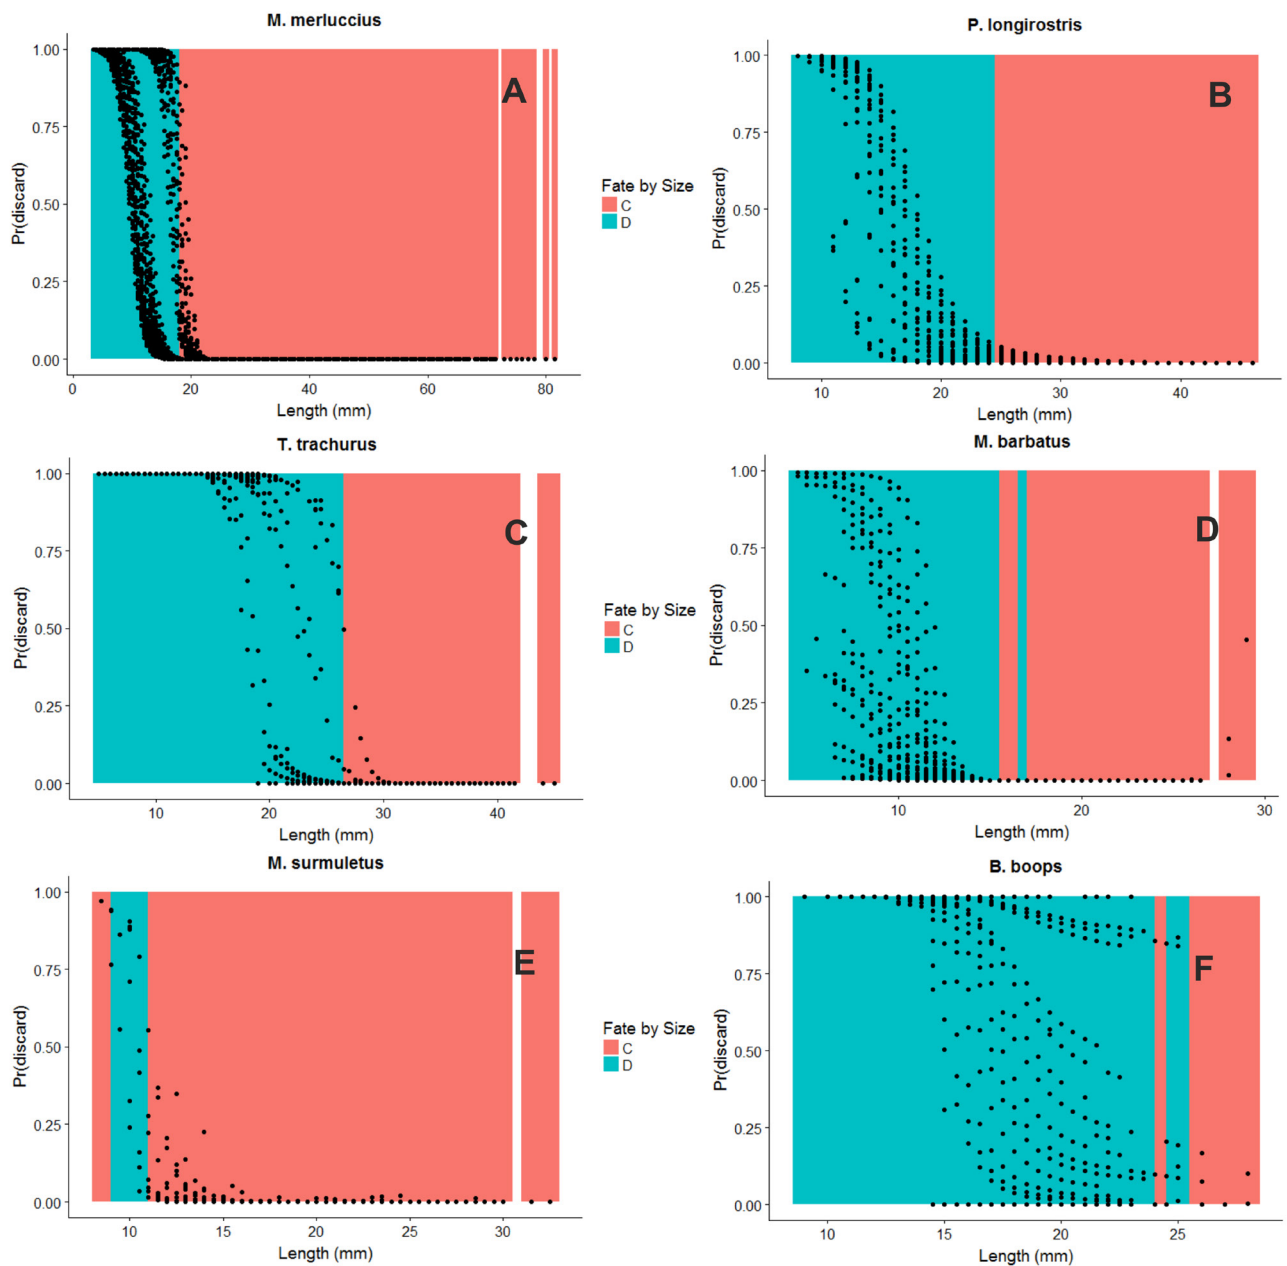 M. merluccius
1.00
0.75
0.50
0.25
0.00
Pr(discard)
0
20
40
60
80
Length (mm)
A
Fate by Size
C
D
P. longirostris
1.00
0.75
0.50
0.25
0.00
Pr(discard)
10
20
30
40
Length (mm)
B
T. trachurus
1.00
0.75
0.50
0.25
0.00
Pr(discard)
10
20
30
40
Length (mm)
C
Fate by Size
C
D
M. barbatus
1.00
0.75
0.50
0.25
0.00
Pr(discard)
10
20
30
Length (mm)
D
M. surmuletus
1.00
0.75
0.50
0.25
0.00
Pr(discard)
10
15
20
25
30
Length (mm)
E
Fate by Size
C
D
B. boops
1.00
0.75
0.50
0.25
0.00
Pr(discard)
10
15
20
25
Length (mm)
F